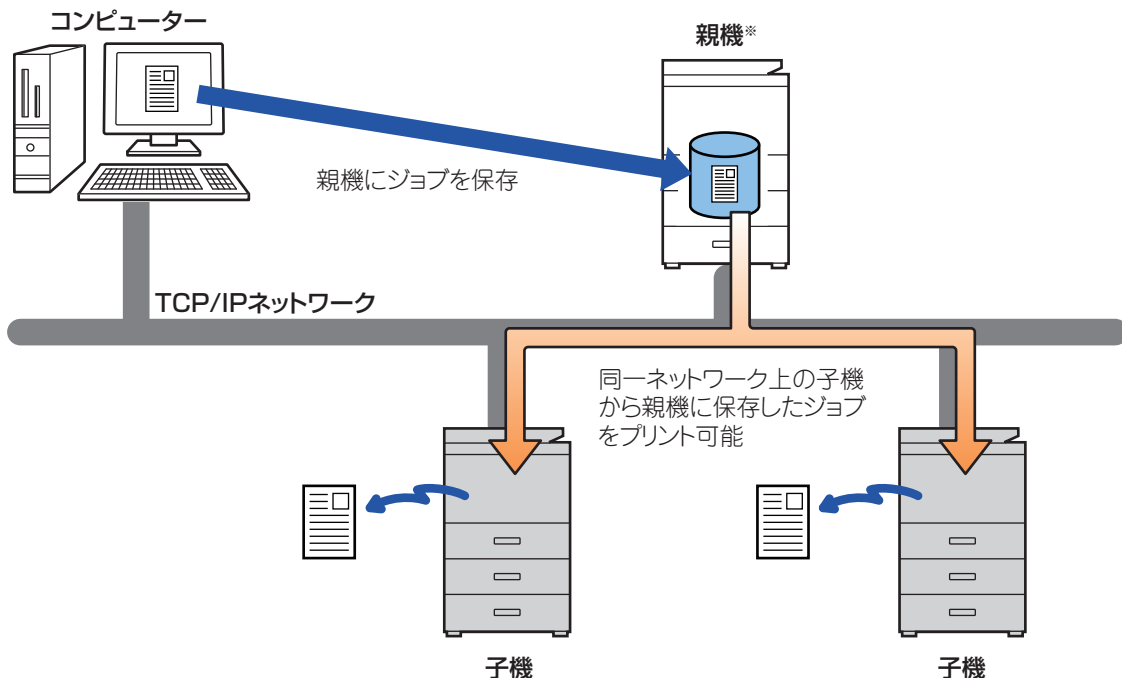 コンピューター
親機※
親機にジョブを保存
TCP/IPネットワーク
同一ネットワーク上の子機
から親機に保存したジョブ
をプリント可能
子機
子機